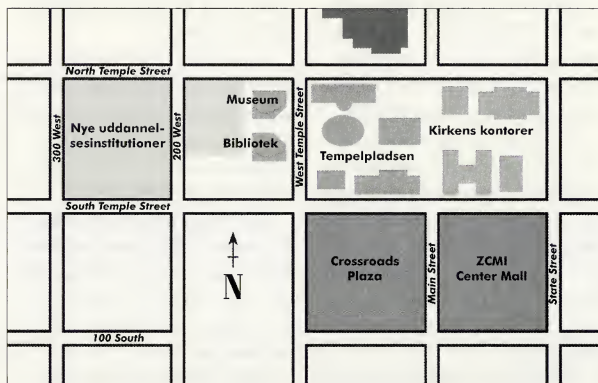 North Temple Street
Museum
Nye uddannel-
sesinstitutioner
300 West
200 West
Bibliotek
West Temple Street
Kirkens kontorer
Tempelpladsen
South Temple Street
N
Crossroads
Plaza
Main Street
ZCMI
Center Mall
State Street
100 South